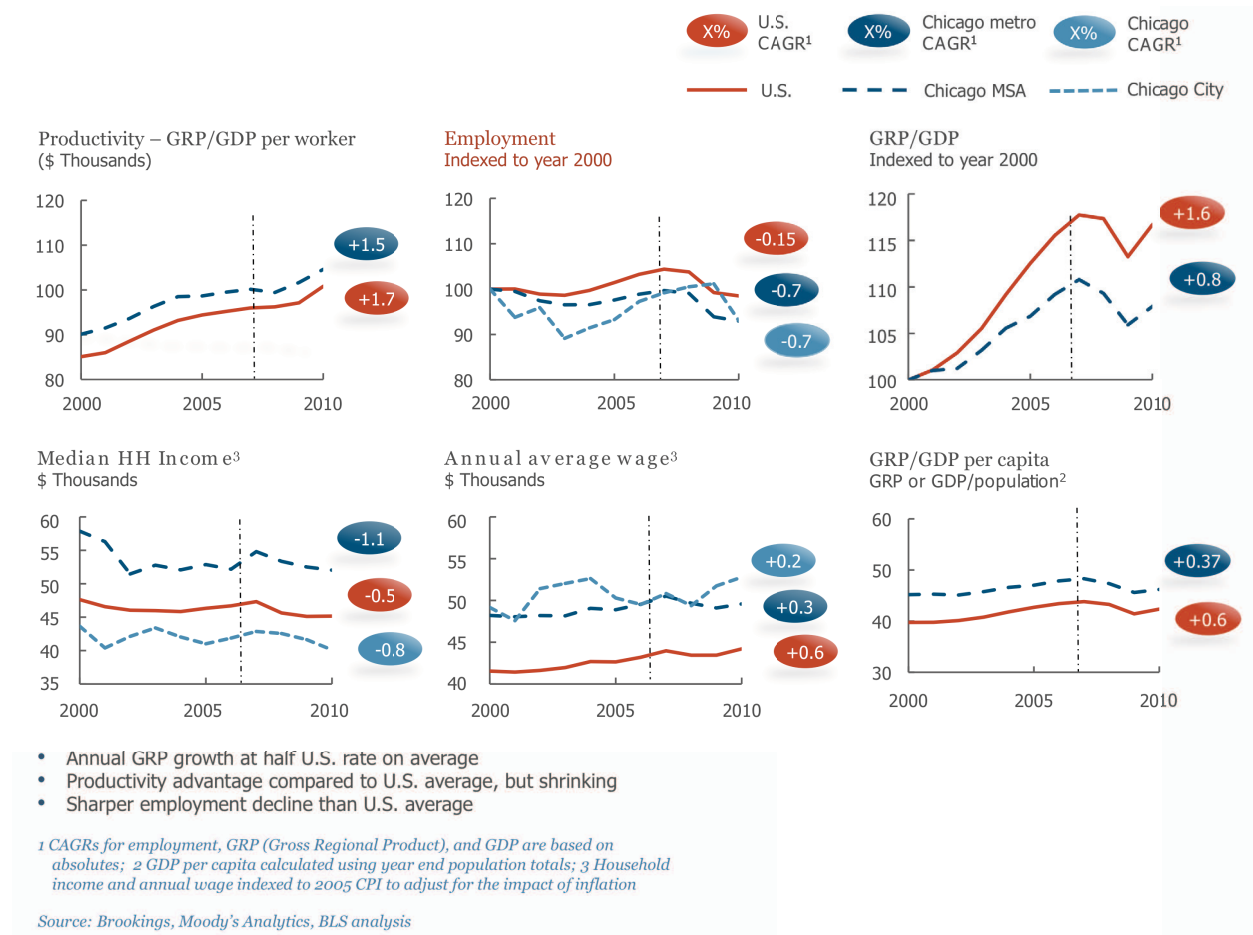 X% U.S. CAGR¹ X% Chicago metro CAGR¹ X% Chicago CAGR¹
U.S. Chicago MSA Chicago City
Productivity – GRP/GDP per worker
($ Thousands)
120
110
100
90
80
2000 2005 2010
+1.5
+1.7
Employment
Indexed to year 2000
120
110
100
90
80
2000 2005 2010
-0.15
-0.7
-0.7
GRP/GDP
Indexed to year 2000
120
115
110
105
100
2000 2005 2010
+1.6
+0.8
Median HH Income³
$ Thousands
60
55
50
45
40
35
2000 2005 2010
-1.1
-0.5
-0.8
Annual average wage³
$ Thousands
60
55
50
45
40
2000 2005 2010
+0.2
+0.3
+0.6
GRP/GDP per capita
GRP or GDP/population²
60
50
40
30
2000 2005 2010
+0.37
+0.6
• Annual GRP growth at half U.S. rate on average
• Productivity advantage compared to U.S. average, but shrinking
• Sharper employment decline than U.S. average
1 CAGRs for employment, GRP (Gross Regional Product), and GDP are based on
absolutes; 2 GDP per capita calculated using year end population totals; 3 Household
income and annual wage indexed to 2005 CPI to adjust for the impact of inflation
Source: Brookings, Moody's Analytics, BLS analysis